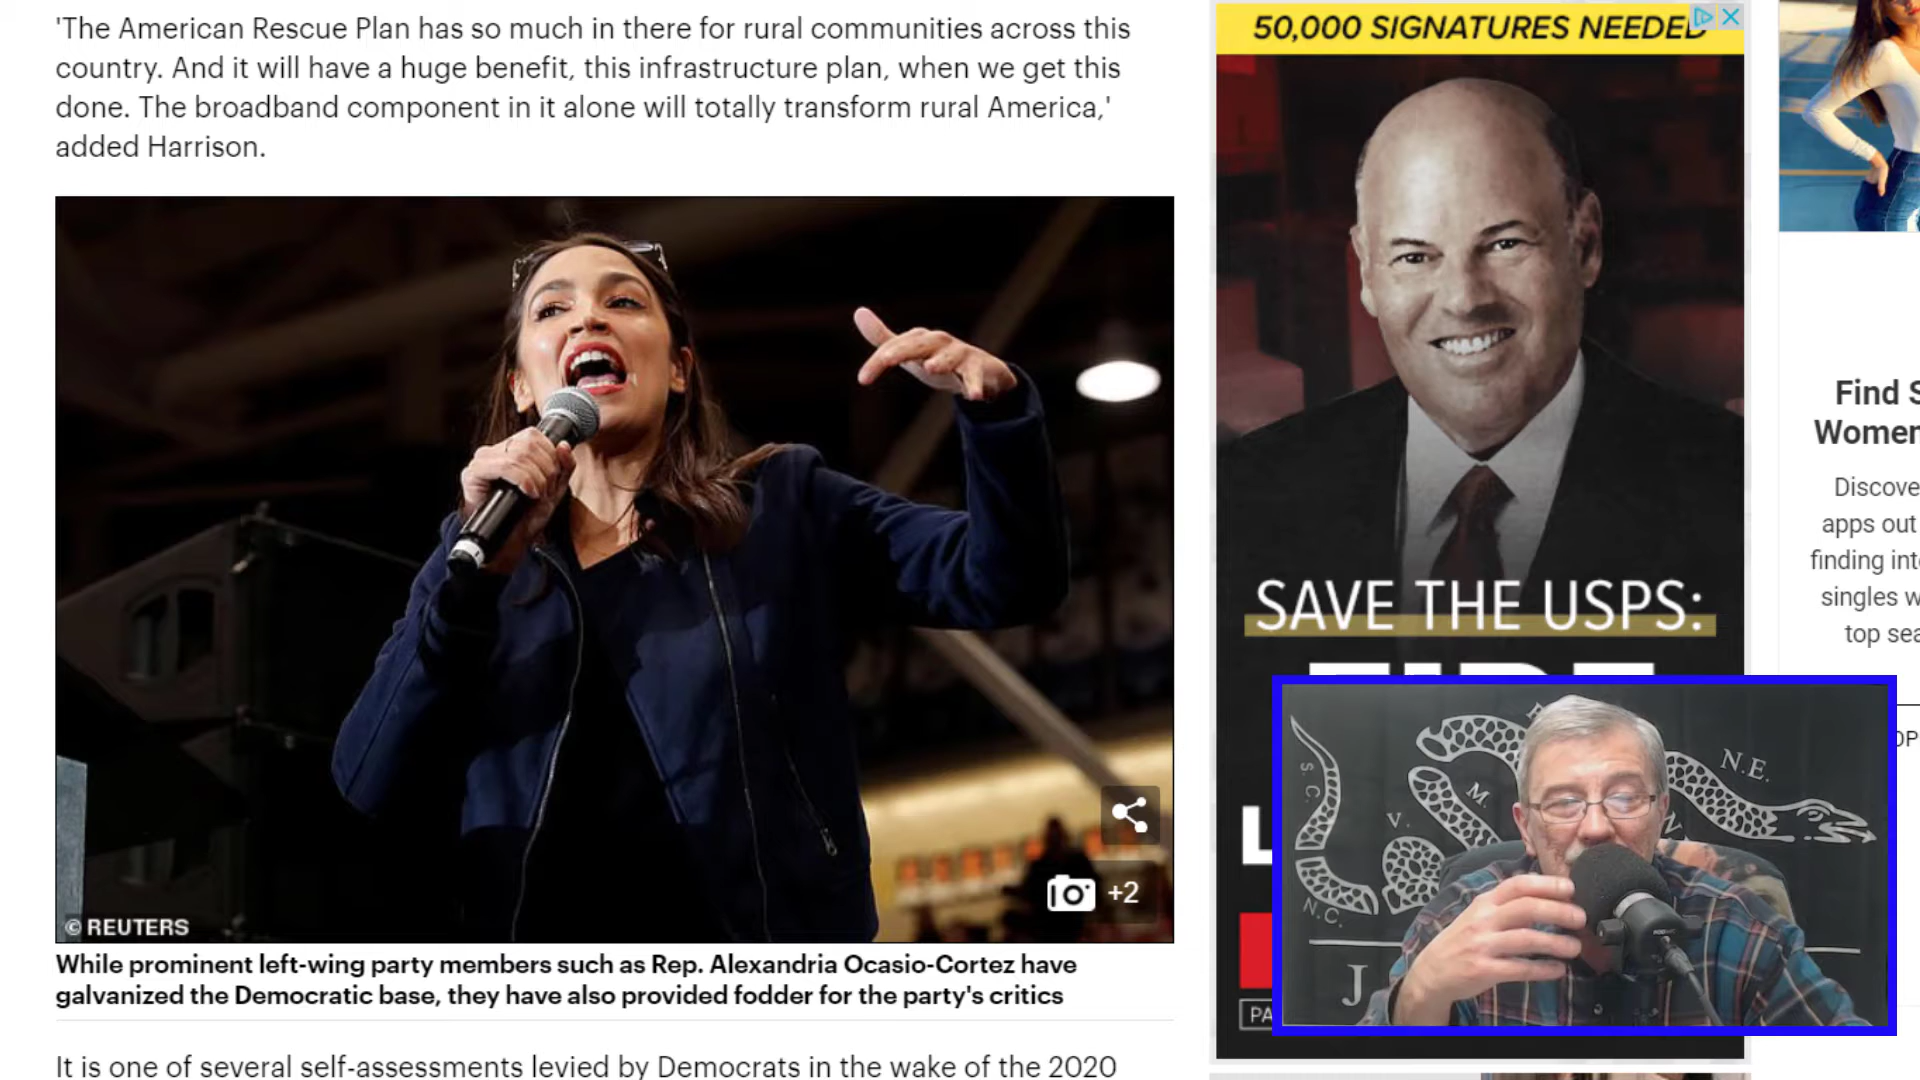 'The American Rescue Plan has so much in there for rural communities across this
country. And it will have a huge benefit, this infrastructure plan, when we get this
done. The broadband component in it alone will totally transform rural America,'
added Harrison.
+2
© REUTERS
While prominent left-wing party members such as Rep. Alexandria Ocasio-Cortez have
galvanized the Democratic base, they have also provided fodder for the party's critics
It is one of several self-assessments levied by Democrats in the wake of the 2020
50,000 SIGNATURES NEEDED
SAVE THE USPS:
L
PA
Find S
Women
Discove
apps out
finding inte
singles w
top sea
OP
S.
C.
N.C.
V.
M.
N.E.
J